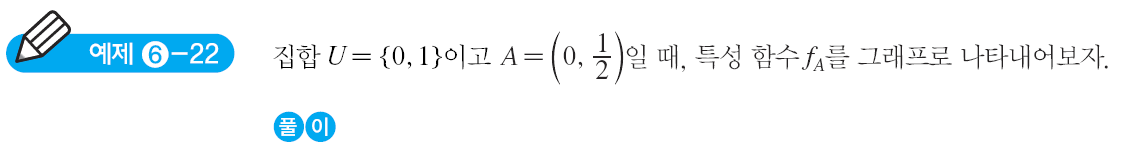 예제 6-22 집합 U = {0, 1}이고 A = (0, 1/2)일 때, 특성 함수 f_A를 그래프로 나타내어보자.
풀이